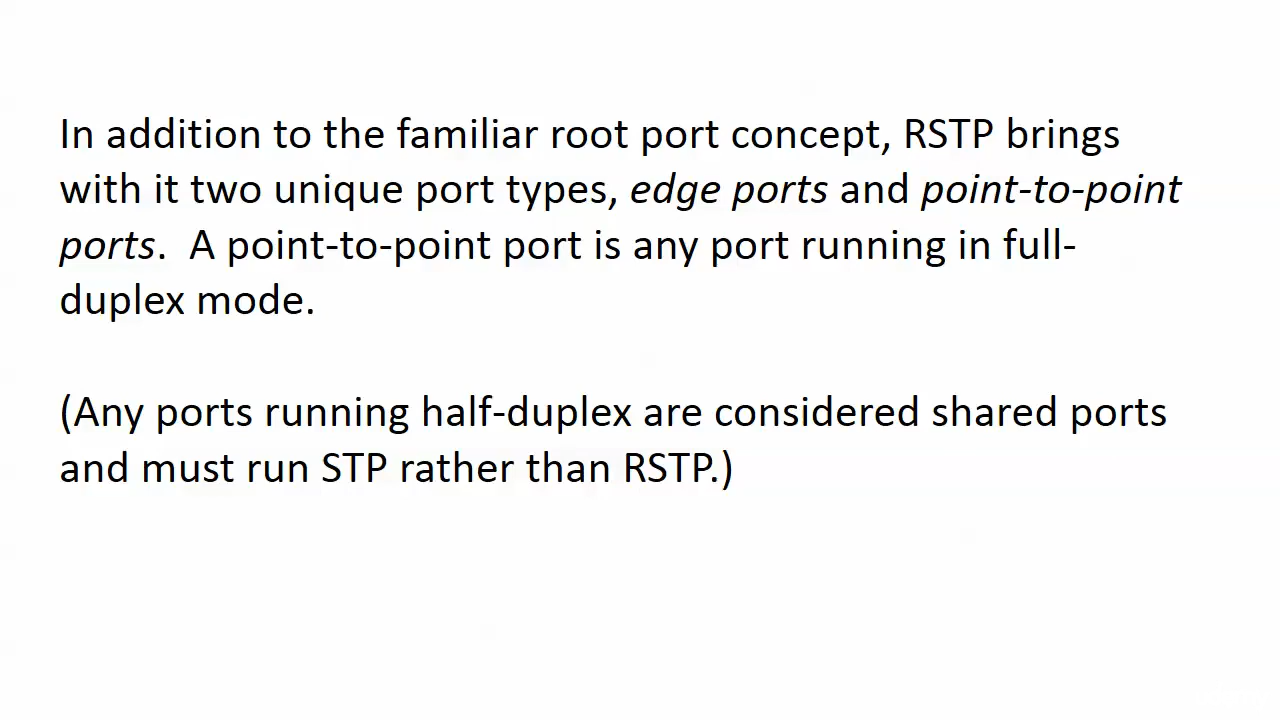 In addition to the familiar root port concept, RSTP brings
with it two unique port types, edge ports and point-to-point
ports.  A point-to-point port is any port running in full-
duplex mode.
(Any ports running half-duplex are considered shared ports
and must run STP rather than RSTP.)